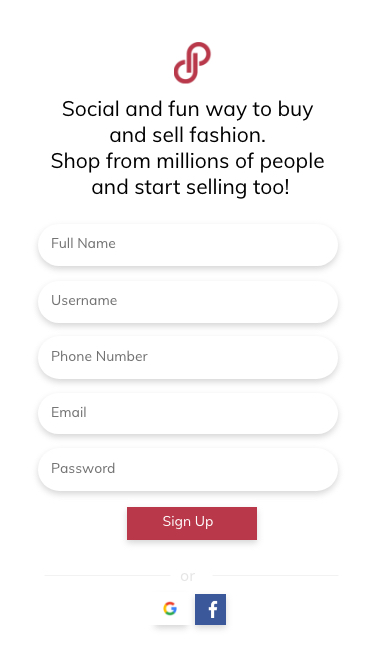 Social and fun way to buy
and sell fashion.
Shop from millions of people
and start selling too!
Full Name
Username
Phone Number
Email
Password
Sign Up
or